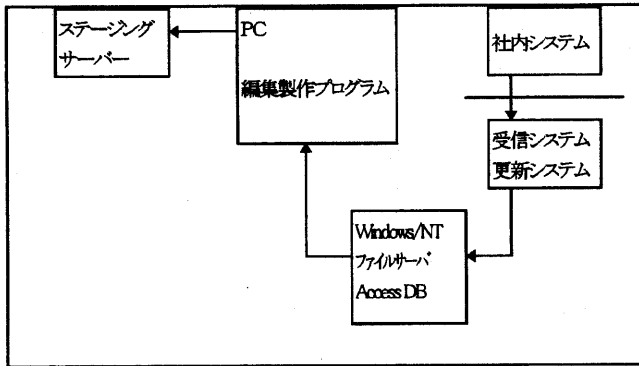 ステージング
サーバー
PC
編集製作プログラム
社内システム
受信システム
更新システム
Windows/NT
ファイルサーバ
Access DB